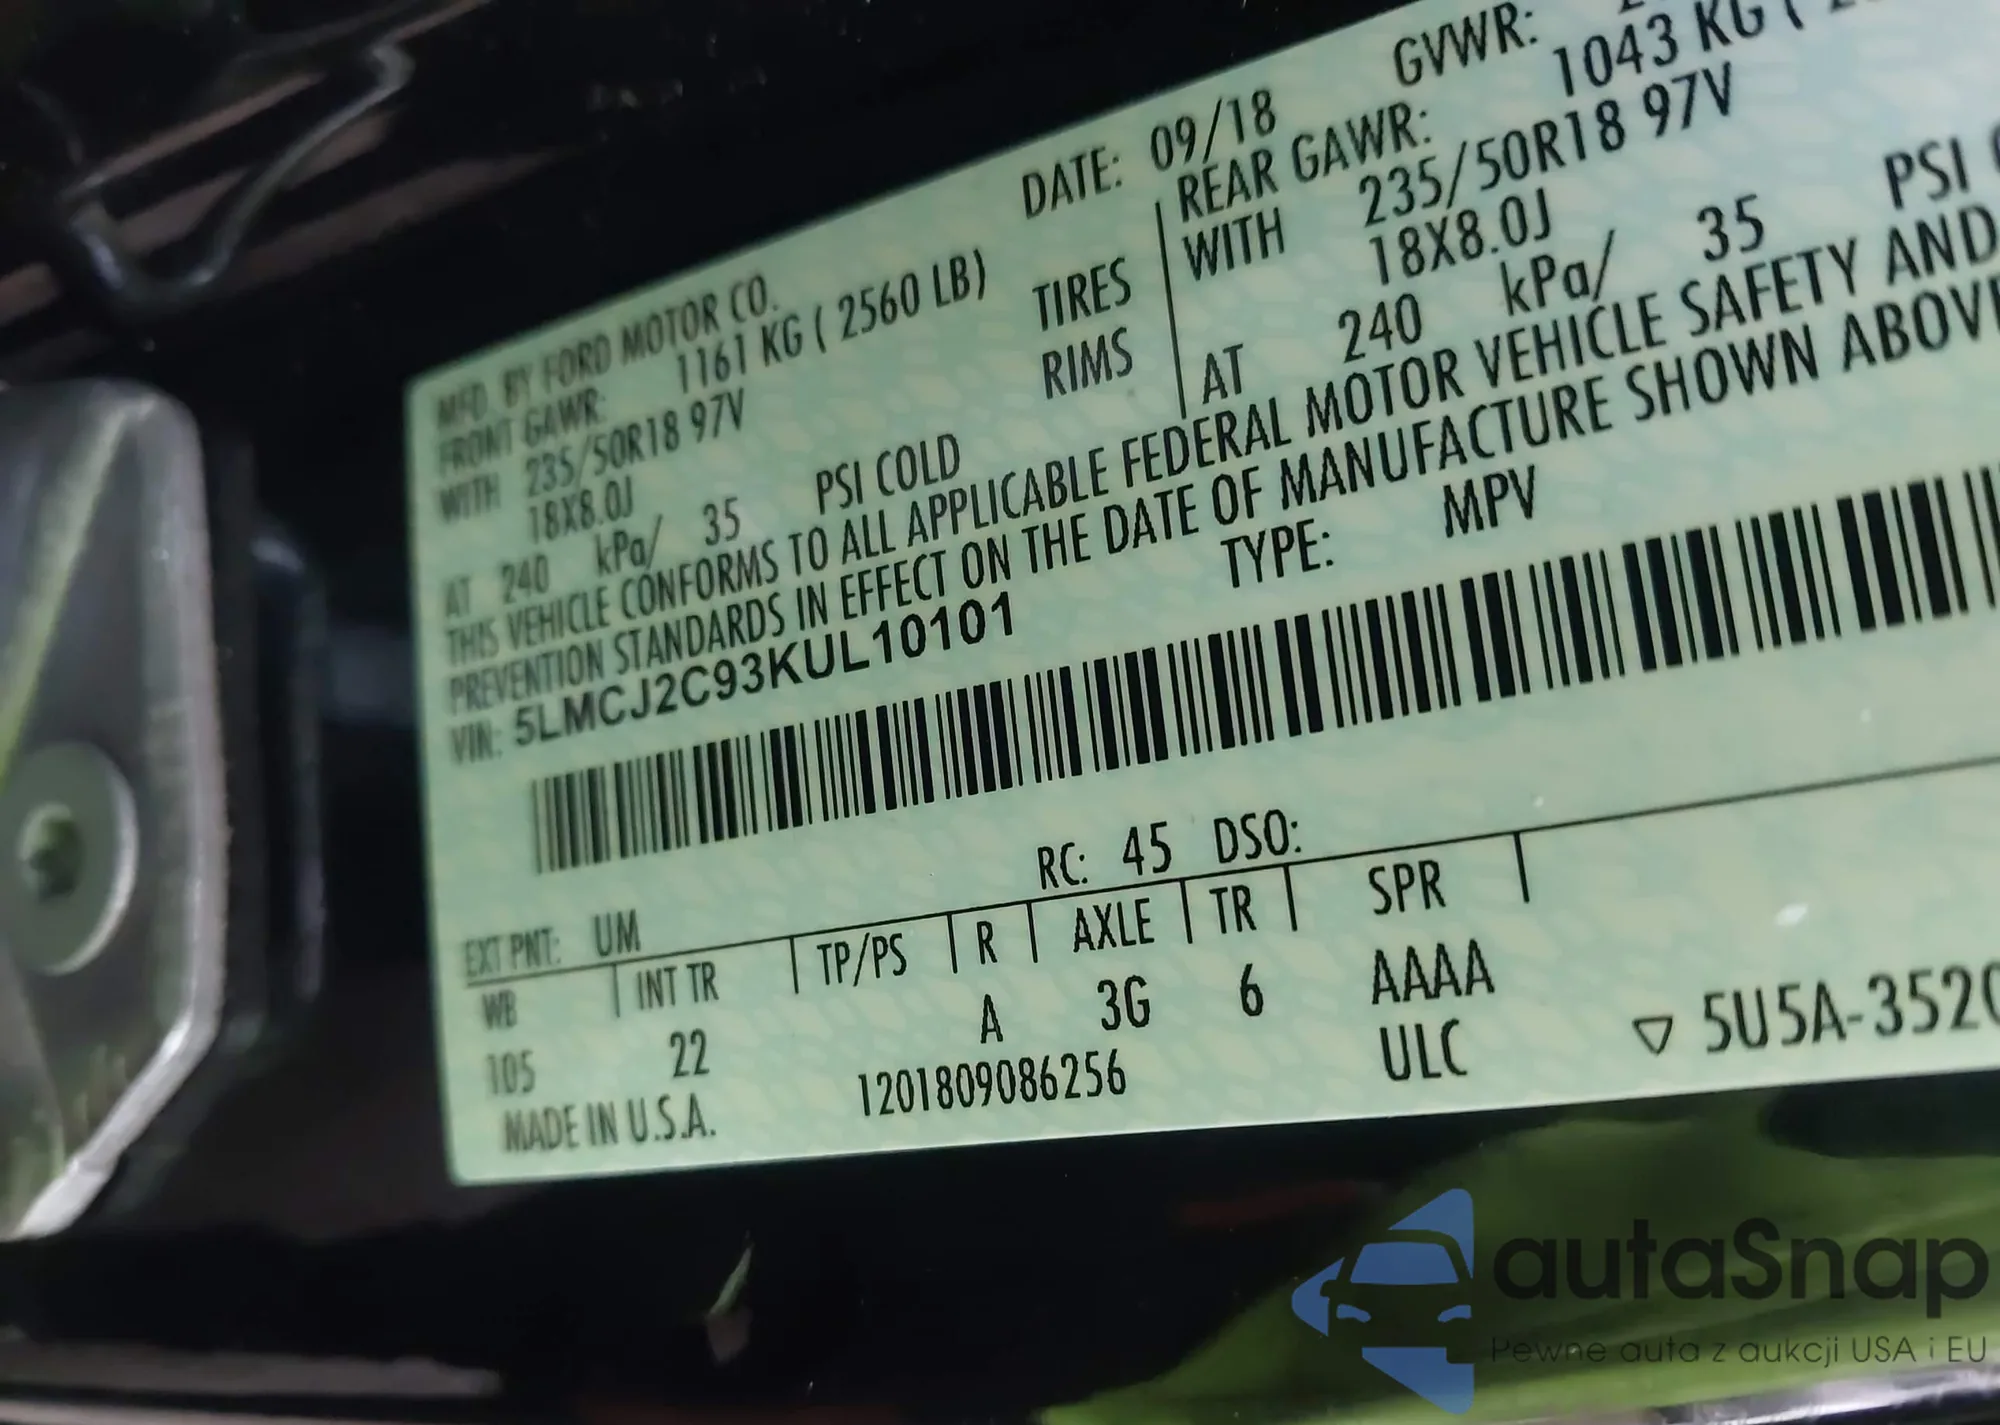 MFD. BY FORD MOTOR CO.
DATE: 09/18
GVWR:
FRONT GAWR: 1161 KG ( 2560 LB)
REAR GAWR: 1043 KG (
WITH 235/50R18 97V
TIRES
WITH 235/50R18 97V
18X8.0J
RIMS
18X8.0J
AT 240 kPa/ 35 PSI COLD
AT 240 kPa/ 35 PSI
THIS VEHICLE CONFORMS TO ALL APPLICABLE FEDERAL MOTOR VEHICLE SAFETY AND
PREVENTION STANDARDS IN EFFECT ON THE DATE OF MANUFACTURE SHOWN ABOVE
VIN: 5LMCJ2C93KUL10101
TYPE: MPV
EXT PNT: UM
RC: 45 DSO:
WB INT TR TP/PS R AXLE TR SPR
105 22 A 3G 6 AAAA
MADE IN U.S.A. 1201809086256 ULC
▽ 5U5A-3520
autaSnap
Pewne auta z aukcji USA i EU